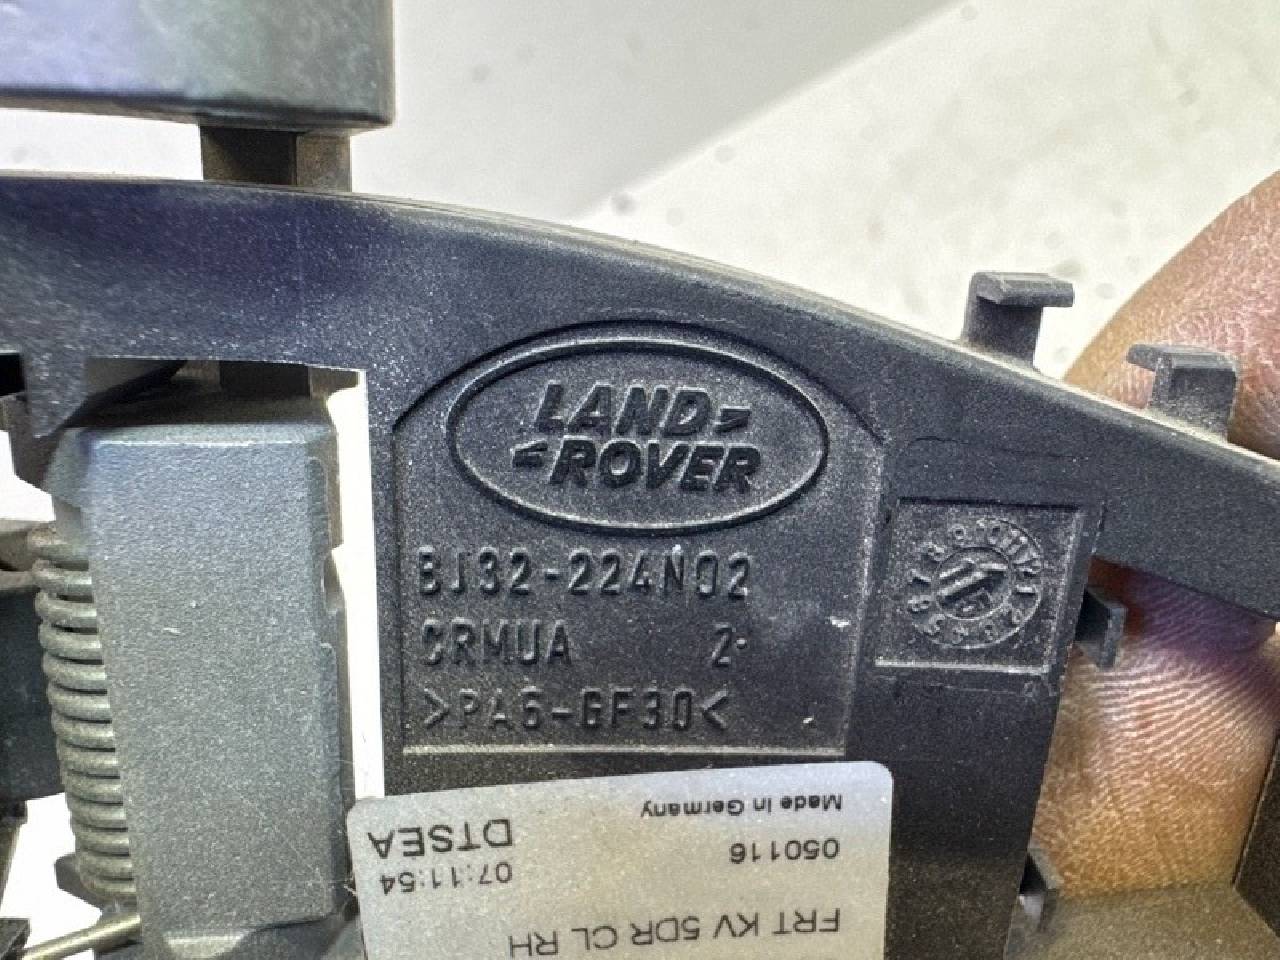 LAND
ROVER
BJ32-224N02
CRMUA 2
>PA6-GF30<
FRT KV 5DR CL RH
050116 07:11:54
Made in Germany DTSEA